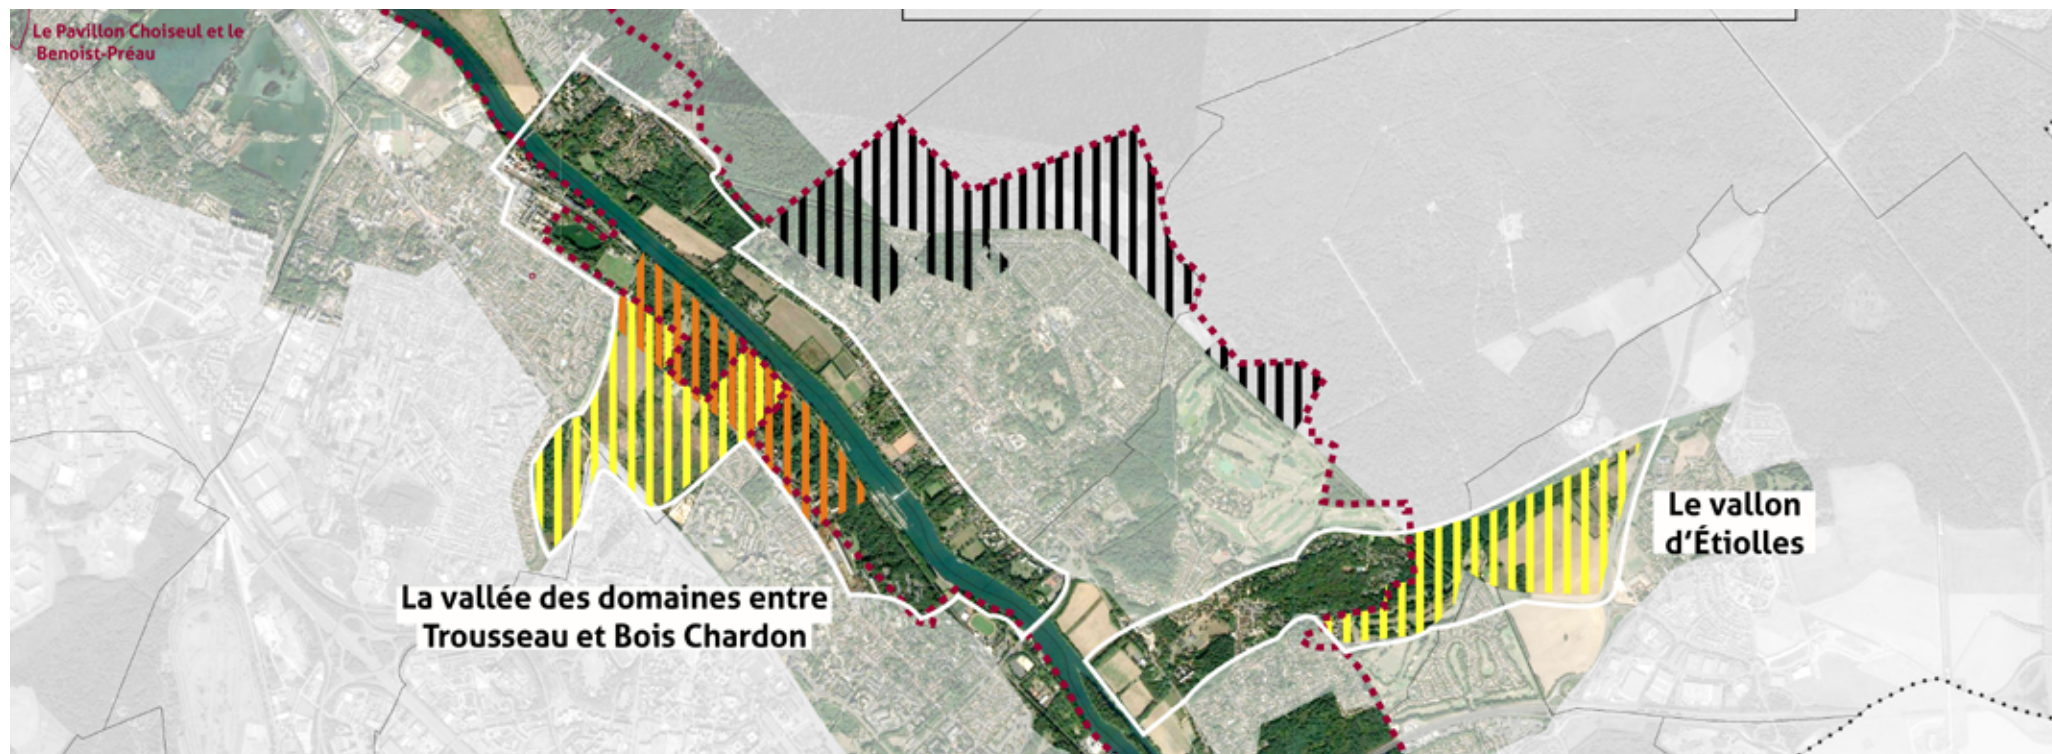 Le Pavillon Choiseul et le
Benoist-Préau
Le vallon
d'Étiolles
La vallée des domaines entre
Trousseau et Bois Chardon